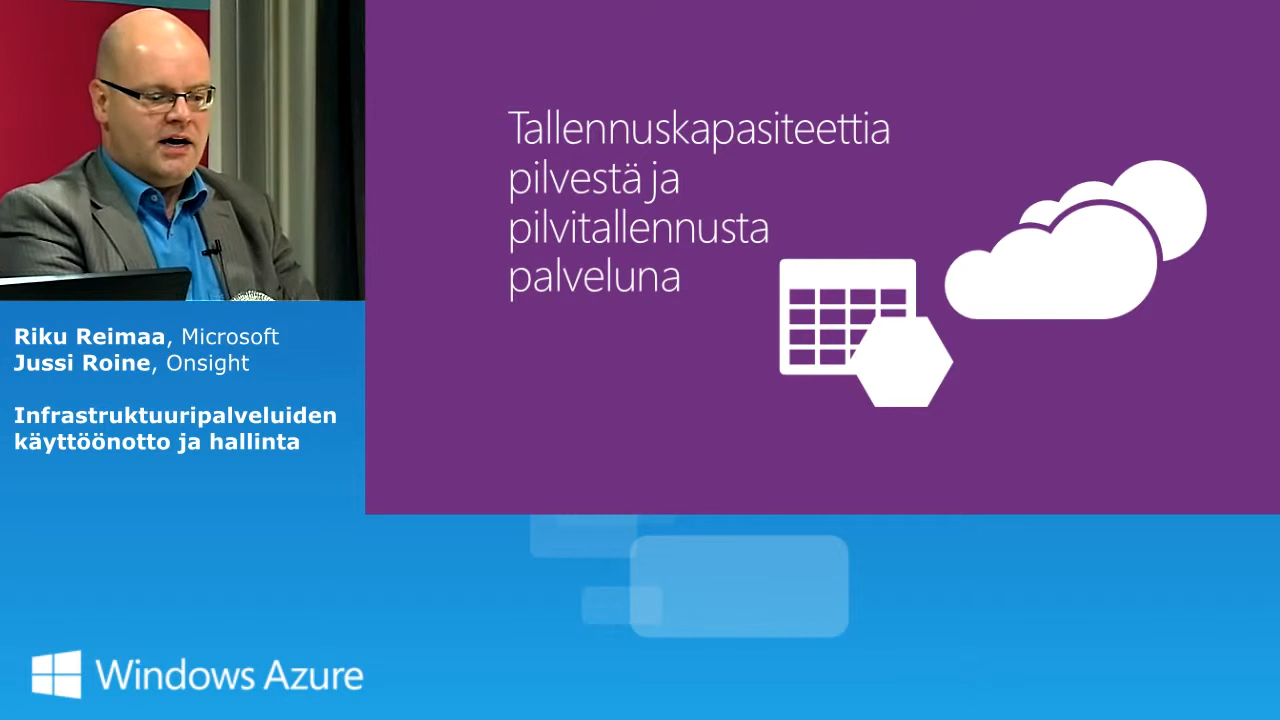 Tallennuskapasiteettia
pilvestä ja
pilvitallennusta
palveluna
Riku Reimaa, Microsoft
Jussi Roine, Onsight
Infrastruktuuripalveluiden
käyttöönotto ja hallinta
Windows Azure